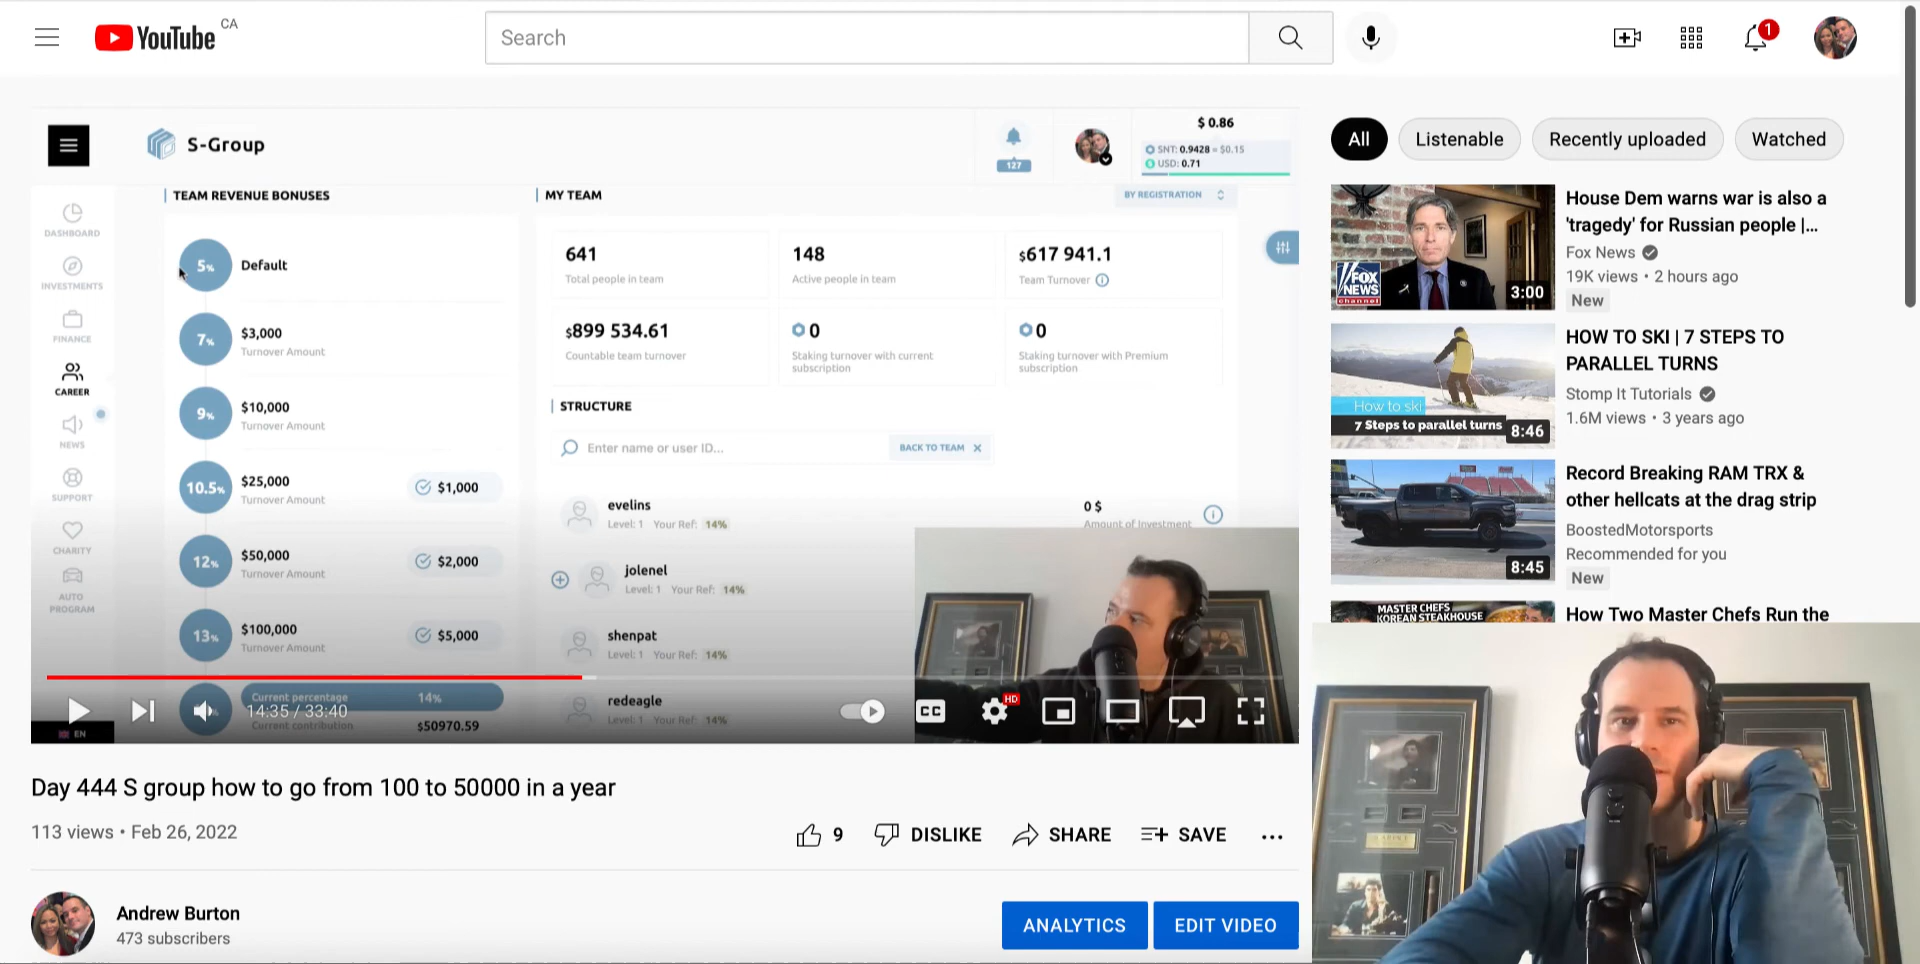 YouTube CA
Search
1
S-Group
127
$ 0.86
SNT: 0.9428 = $0.15
USD: 0.71
DASHBOARD
INVESTMENTS
FINANCE
CAREER
NEWS
SUPPORT
CHARITY
AUTO
PROGRAM
EN
TEAM REVENUE BONUSES
5% Default
7% $3,000
Turnover Amount
9% $10,000
Turnover Amount
10.5% $25,000
Turnover Amount
$1,000
12% $50,000
Turnover Amount
$2,000
13% $100,000
Turnover Amount
$5,000
Current percentage 14%
Current contribution $50970.59
MY TEAM
BY REGISTRATION
641
Total people in team
148
Active people in team
$617 941.1
Team Turnover
$899 534.61
Countable team turnover
0
Staking turnover with current
subscription
0
Staking turnover with Premium
subscription
STRUCTURE
Enter name or user ID...
BACK TO TEAM X
evelins
Level: 1 Your Ref: 14%
0 $
Amount of Investment
jolenel
Level: 1 Your Ref: 14%
shenpat
Level: 1 Your Ref: 14%
redeagle
Level: 1 Your Ref: 14%
14:35 / 33:40
CC
HD
Day 444 S group how to go from 100 to 50000 in a year
113 views • Feb 26, 2022
9
DISLIKE
SHARE
SAVE
...
Andrew Burton
473 subscribers
ANALYTICS
EDIT VIDEO
All
Listenable
Recently uploaded
Watched
FOX
NEWS
channel
3:00
House Dem warns war is also a
'tragedy' for Russian people |...
Fox News
19K views • 2 hours ago
New
How to ski
7 Steps to parallel turns
8:46
HOW TO SKI | 7 STEPS TO
PARALLEL TURNS
Stomp It Tutorials
1.6M views • 3 years ago
8:45
Record Breaking RAM TRX &
other hellcats at the drag strip
BoostedMotorsports
Recommended for you
New
MASTER CHEFS
KOREAN STEAKHOUSE
How Two Master Chefs Run the